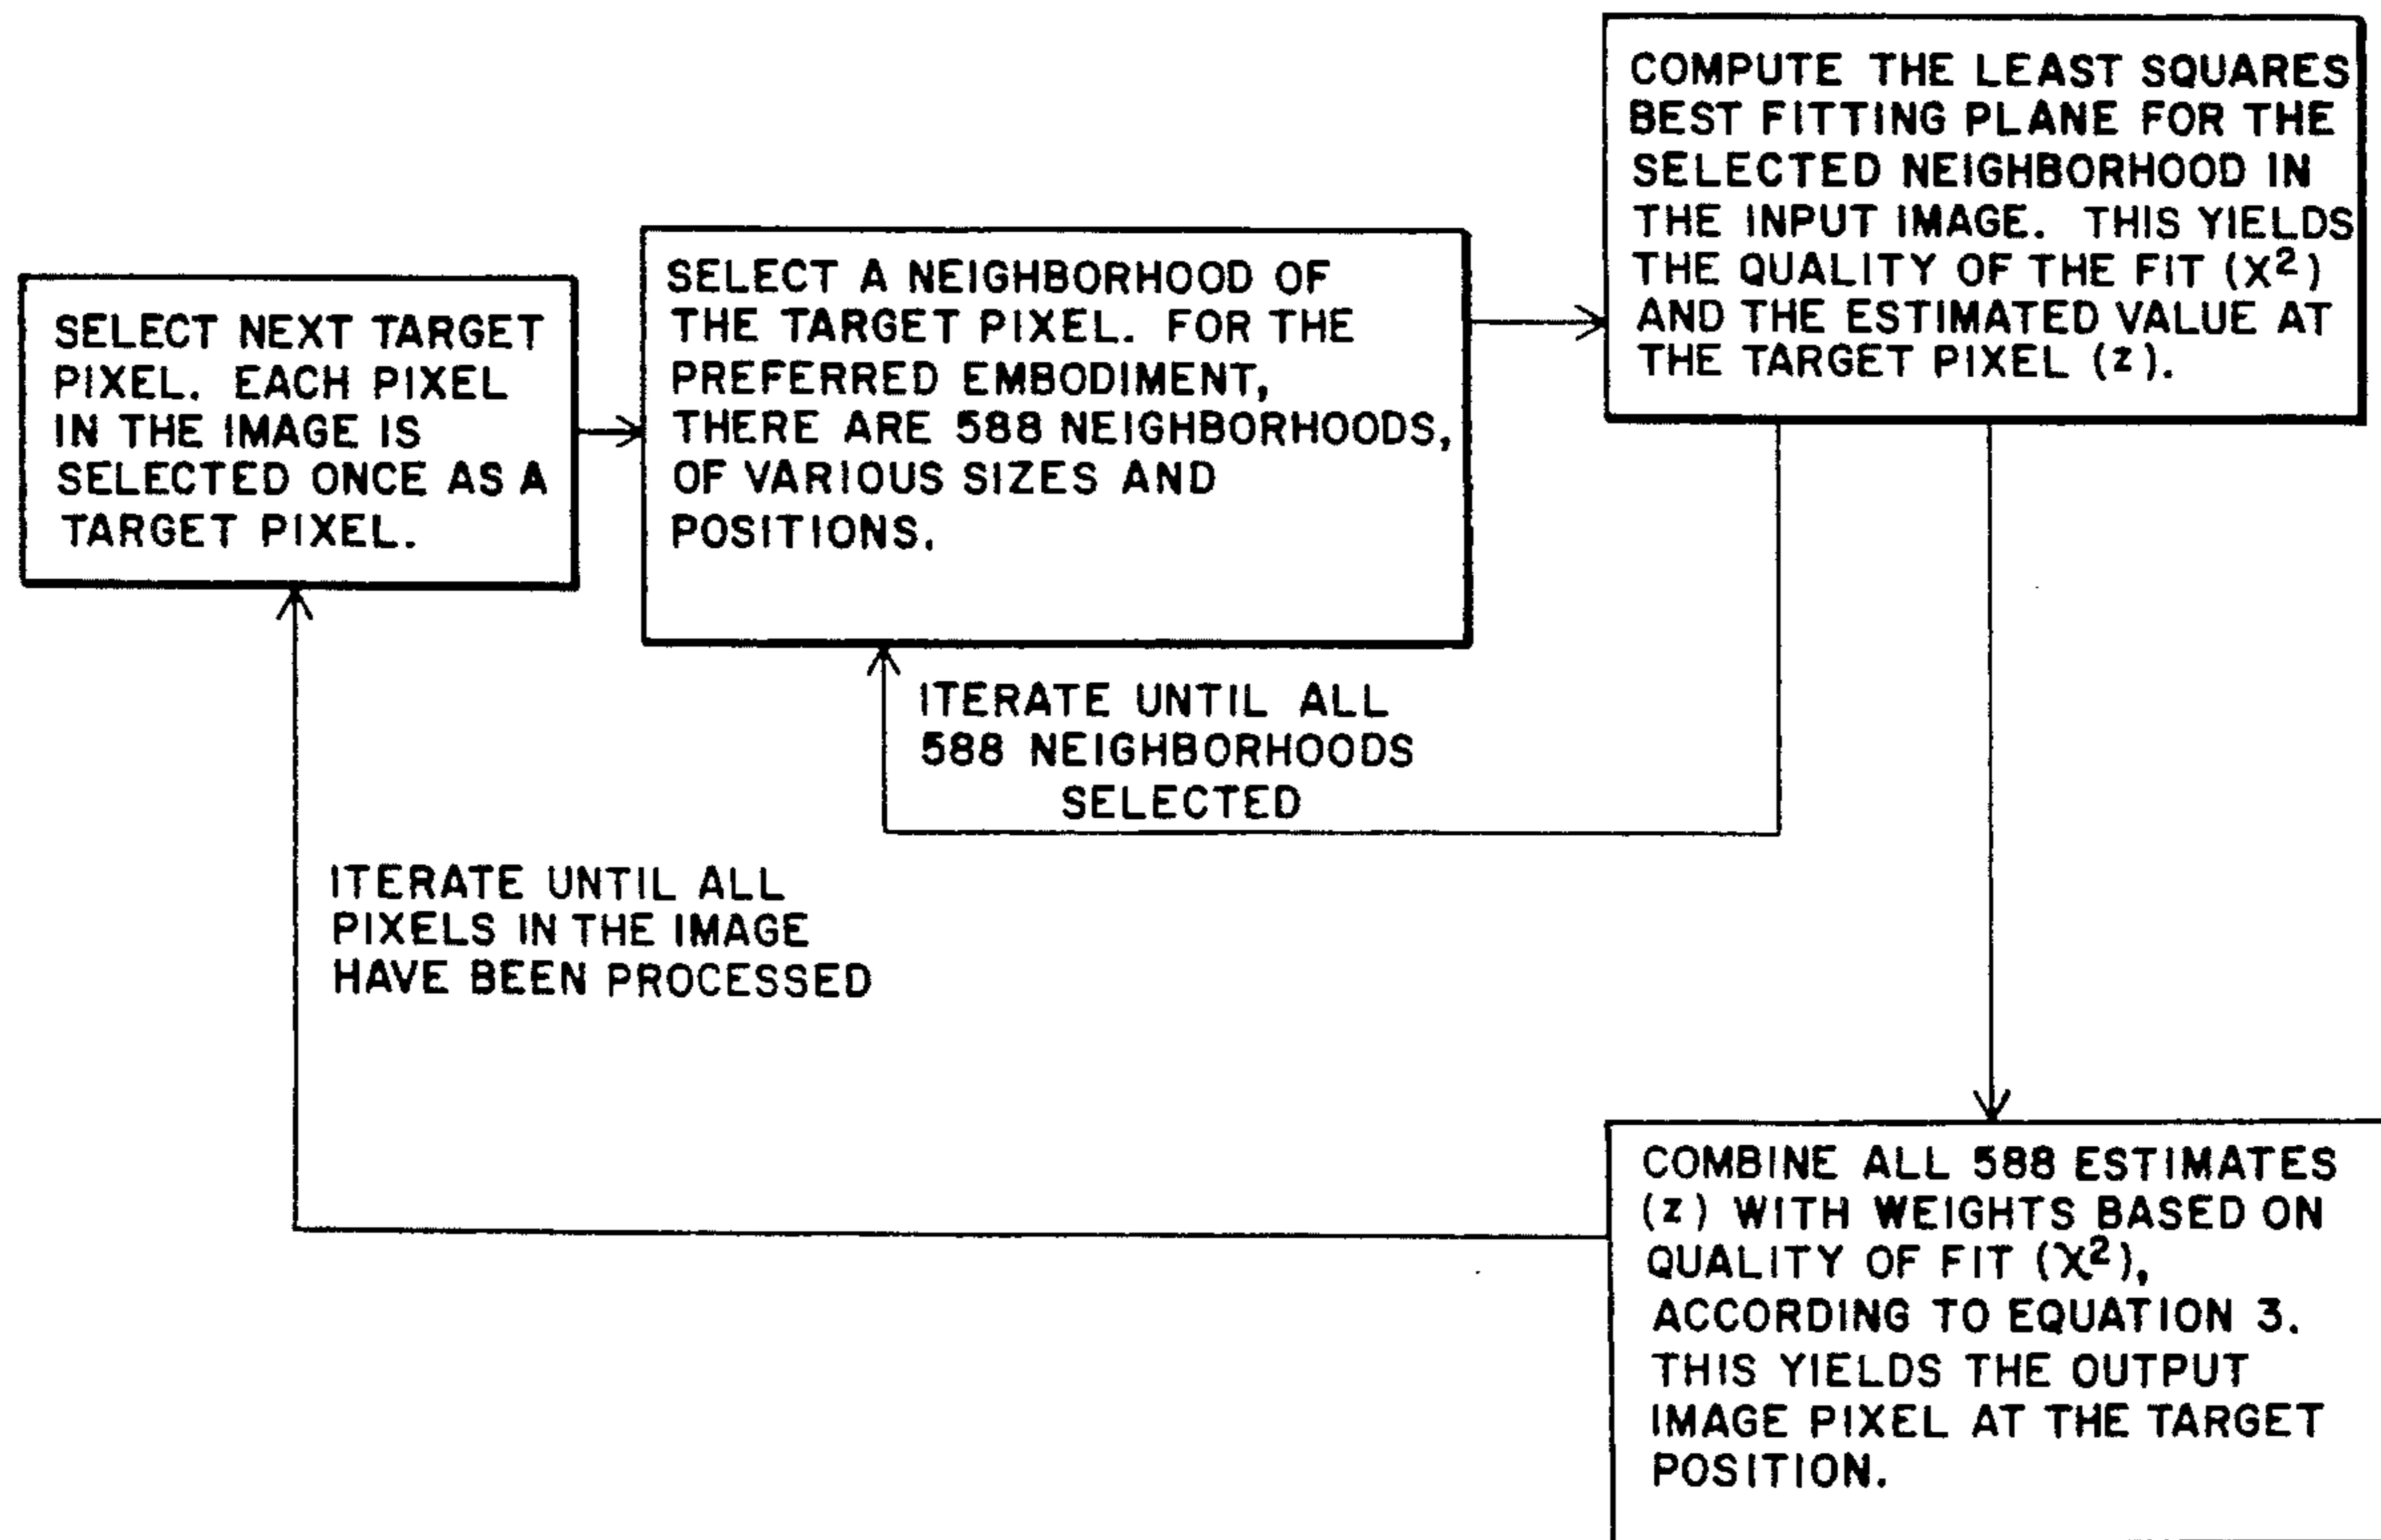 SELECT NEXT TARGET
PIXEL. EACH PIXEL
IN THE IMAGE IS
SELECTED ONCE AS A
TARGET PIXEL.
SELECT A NEIGHBORHOOD OF
THE TARGET PIXEL. FOR THE
PREFERRED EMBODIMENT,
THERE ARE 588 NEIGHBORHOODS,
OF VARIOUS SIZES AND
POSITIONS.
COMPUTE THE LEAST SQUARES
BEST FITTING PLANE FOR THE
SELECTED NEIGHBORHOOD IN
THE INPUT IMAGE. THIS YIELDS
THE QUALITY OF THE FIT (X²)
AND THE ESTIMATED VALUE AT
THE TARGET PIXEL (z).
ITERATE UNTIL ALL
588 NEIGHBORHOODS
SELECTED
ITERATE UNTIL ALL
PIXELS IN THE IMAGE
HAVE BEEN PROCESSED
COMBINE ALL 588 ESTIMATES
(z) WITH WEIGHTS BASED ON
QUALITY OF FIT (χ²),
ACCORDING TO EQUATION 3.
THIS YIELDS THE OUTPUT
IMAGE PIXEL AT THE TARGET
POSITION.